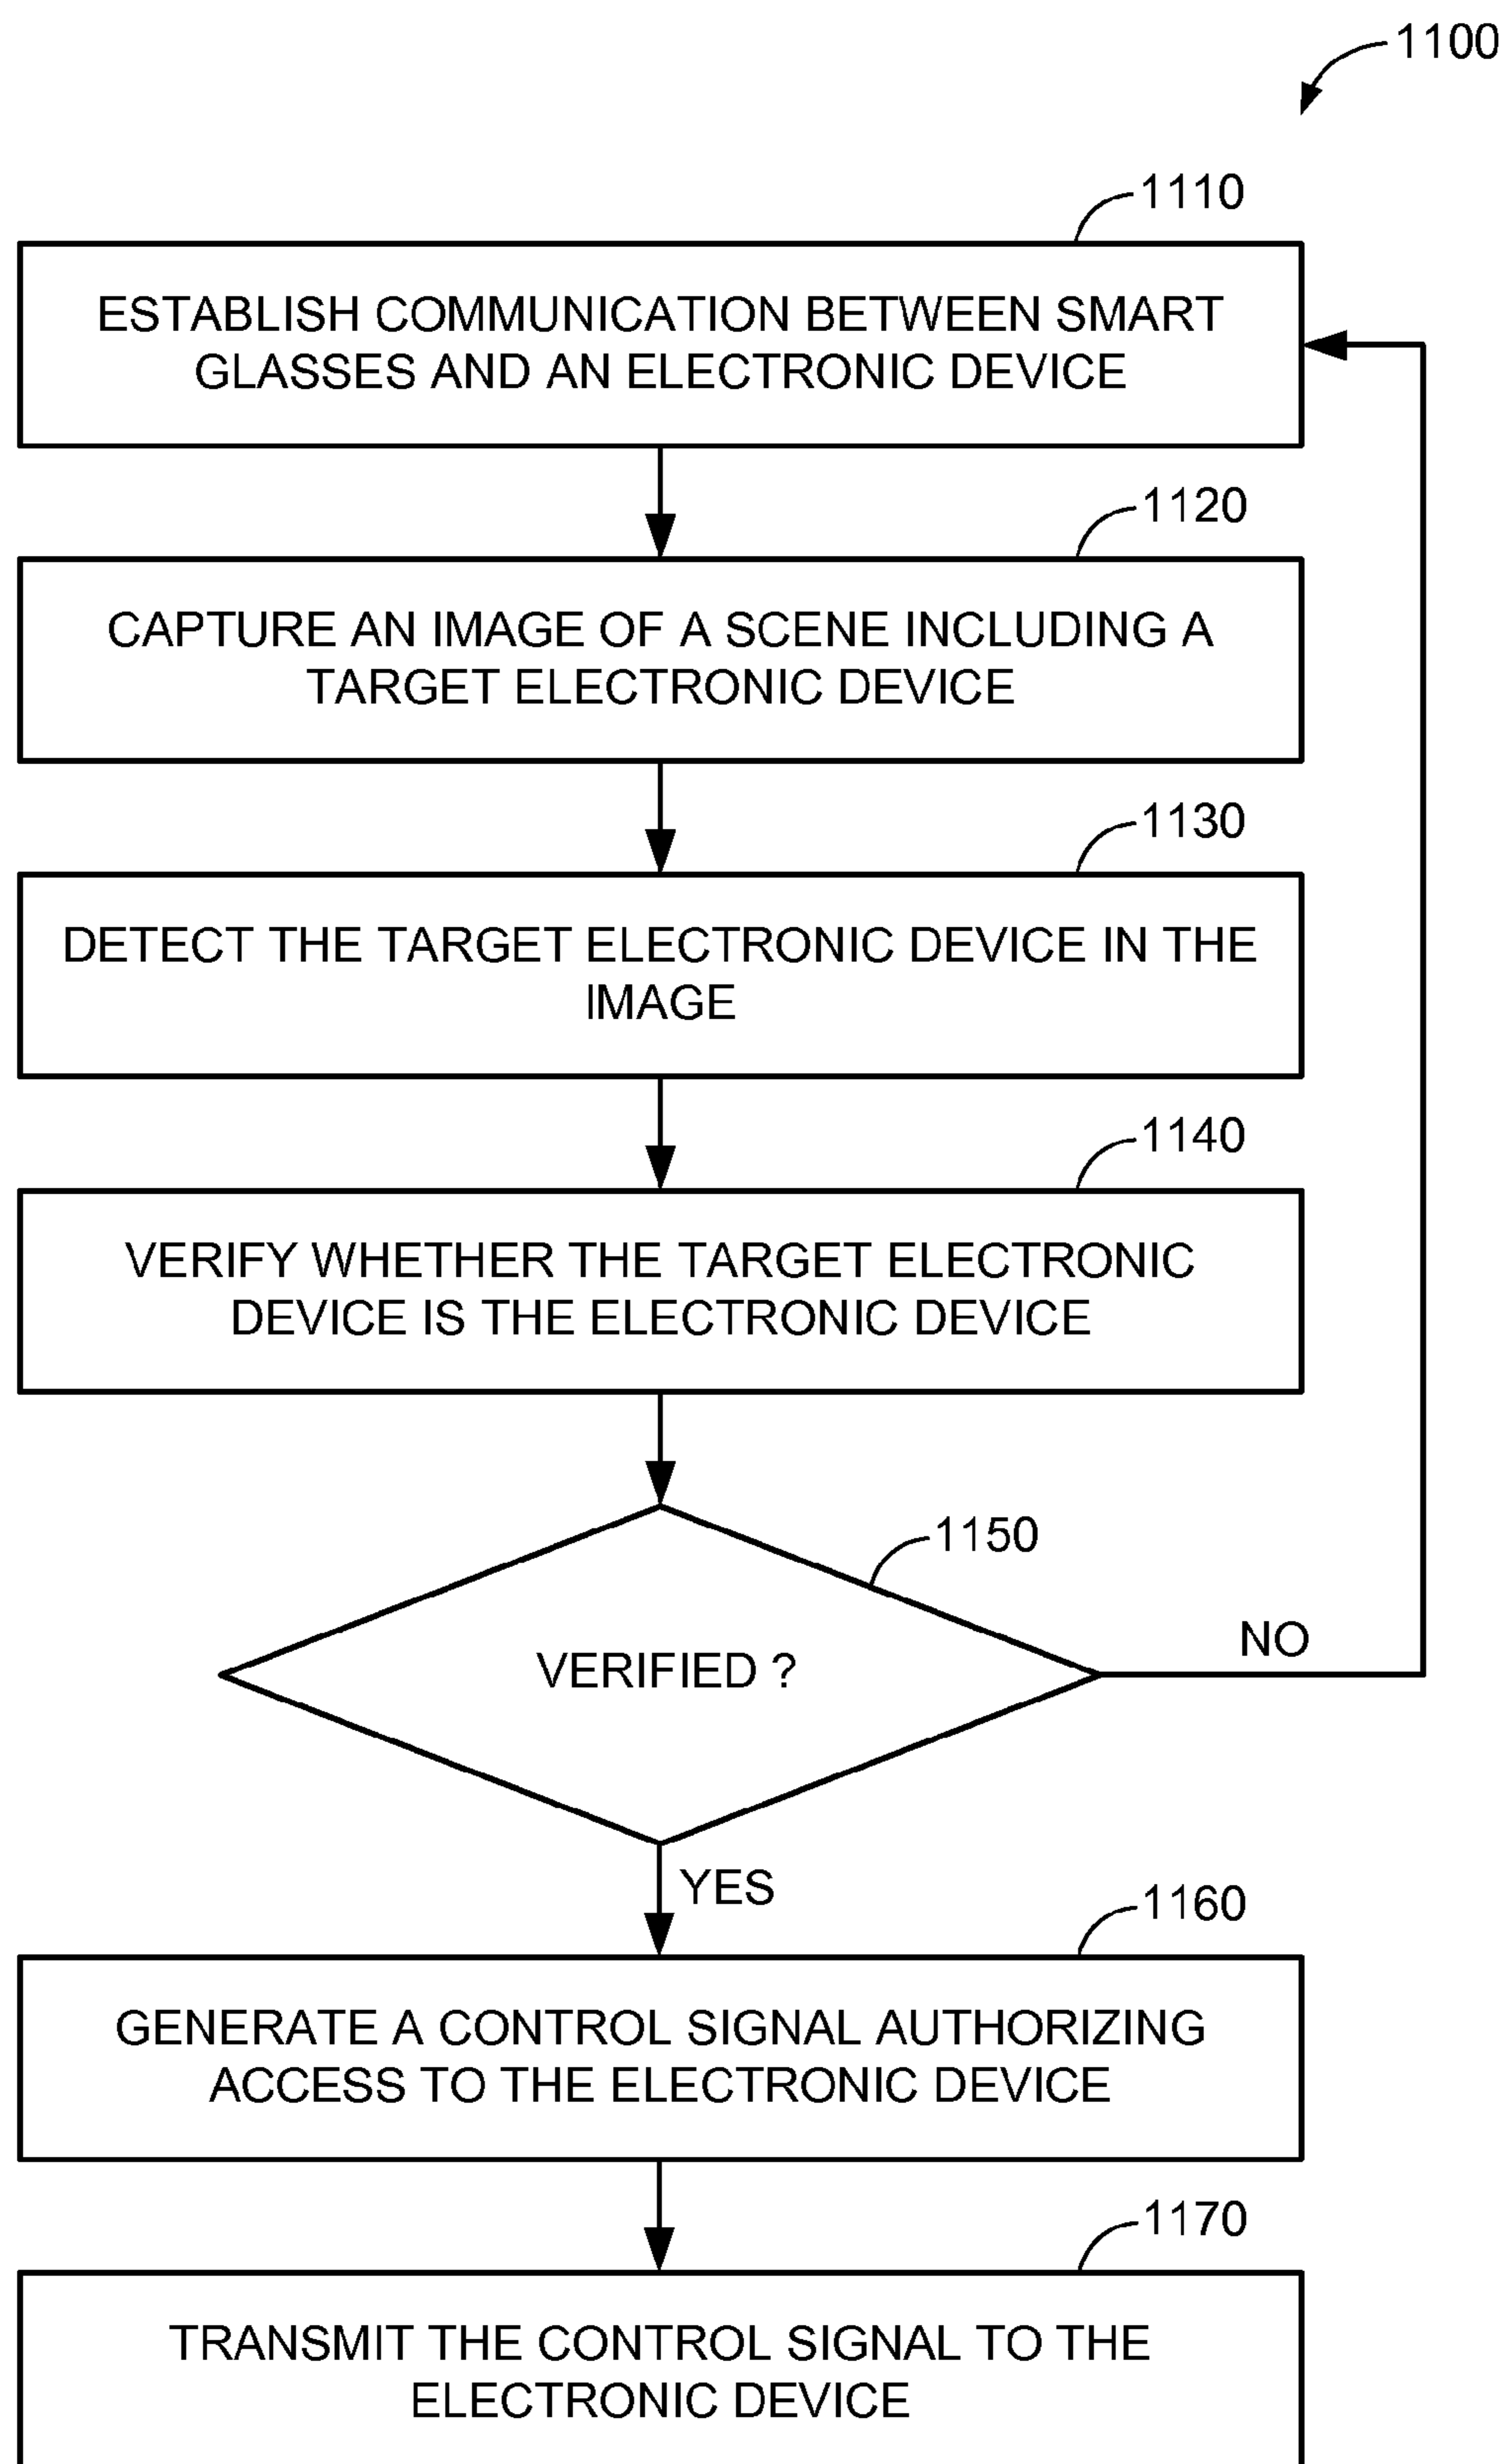 1100
1110
ESTABLISH COMMUNICATION BETWEEN SMART
GLASSES AND AN ELECTRONIC DEVICE
1120
CAPTURE AN IMAGE OF A SCENE INCLUDING A
TARGET ELECTRONIC DEVICE
1130
DETECT THE TARGET ELECTRONIC DEVICE IN THE
IMAGE
1140
VERIFY WHETHER THE TARGET ELECTRONIC
DEVICE IS THE ELECTRONIC DEVICE
1150
VERIFIED ?
NO
YES
1160
GENERATE A CONTROL SIGNAL AUTHORIZING
ACCESS TO THE ELECTRONIC DEVICE
1170
TRANSMIT THE CONTROL SIGNAL TO THE
ELECTRONIC DEVICE